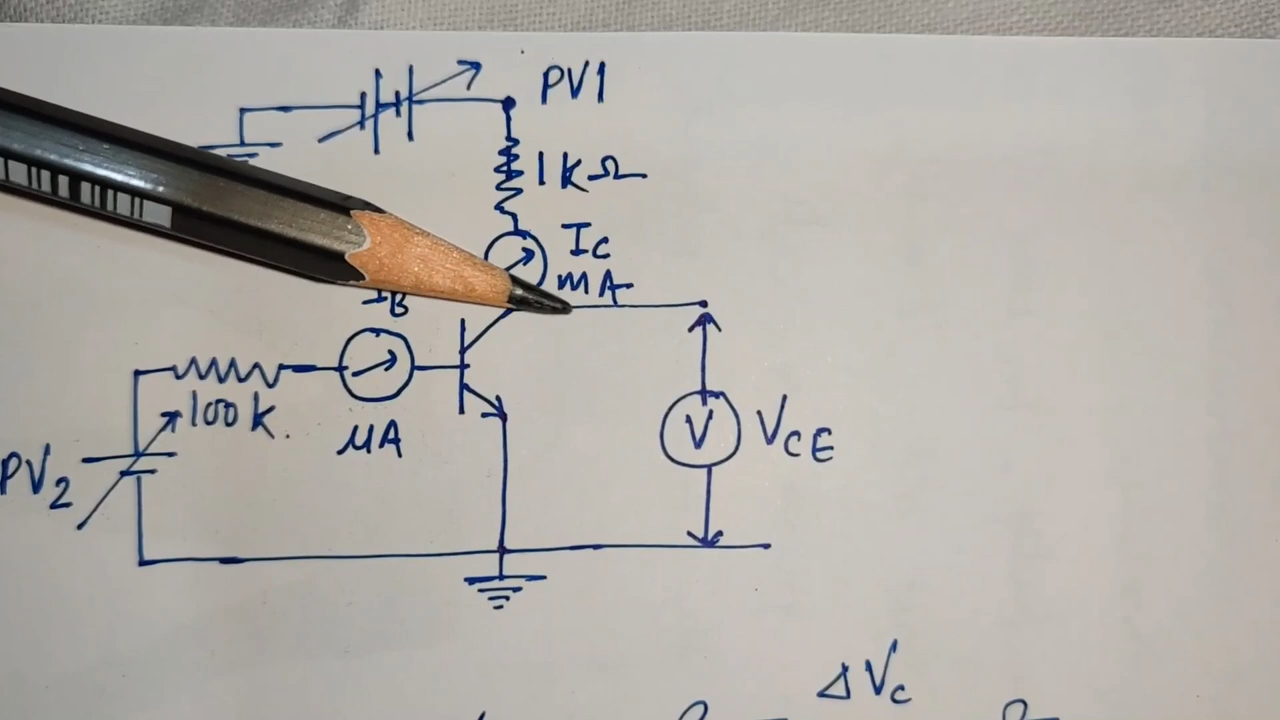 PV1
1KΩ
IC
mA
IB
100K.
μA
PV2
V
VCE
ΔVc